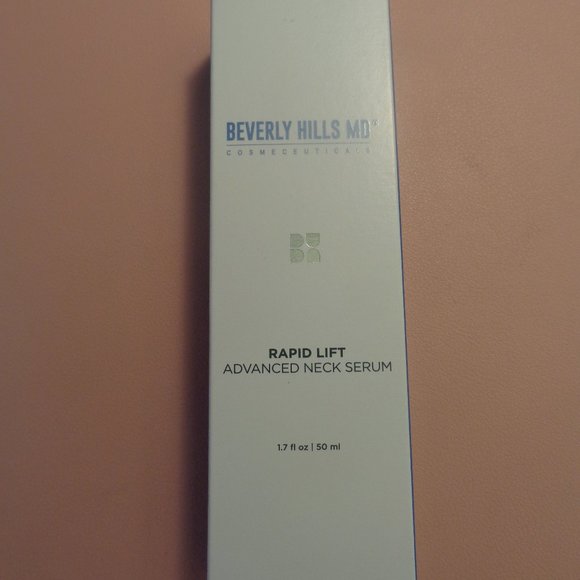 BEVERLY HILLS MD®
COSMECEUTICALS
RAPID LIFT
ADVANCED NECK SERUM
1.7 fl oz | 50 ml